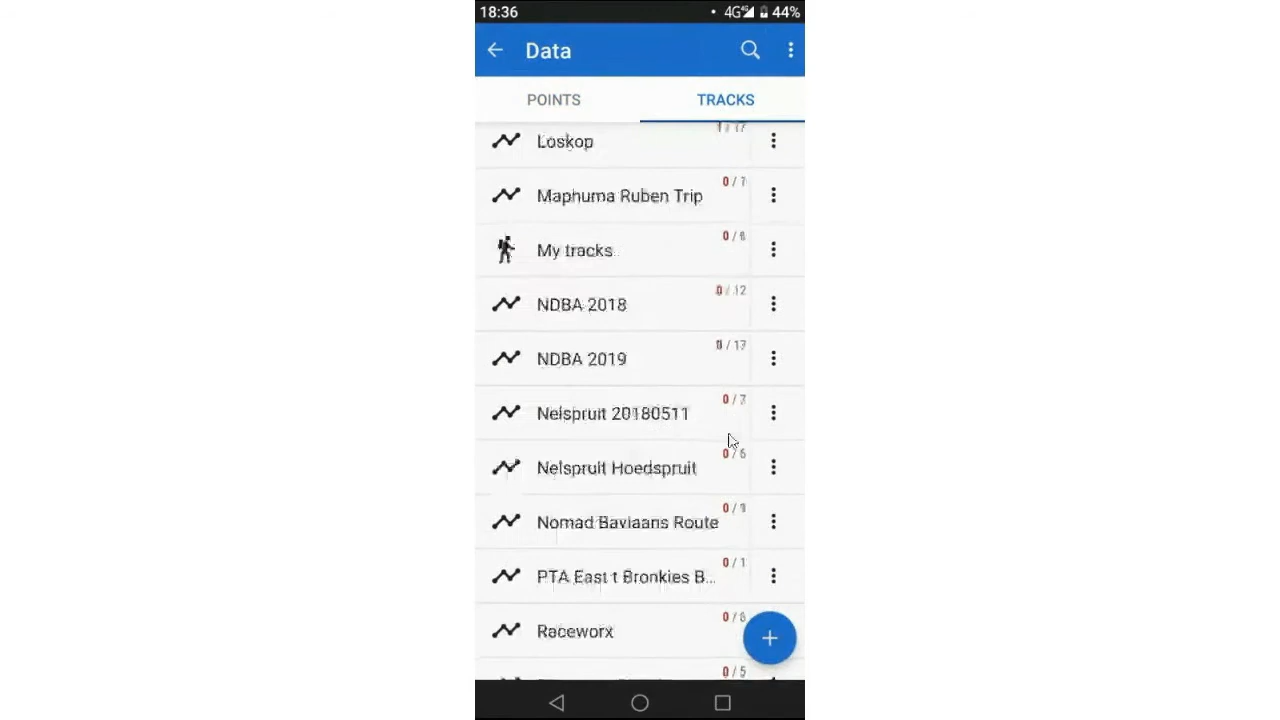 18:36 4G 44%
Data
POINTS TRACKS
Loskop
Maphuma Ruben Trip 0 / 7
My tracks
NDBA 2018 0 / 12
NDBA 2019
Nelspruit 20180511 0 / 7
Nelspruit Hoedspruit 0 / 6
Nomad Baviaans Route
PTA East t Bronkies B... 0 / 1
Raceworx
0 / 5